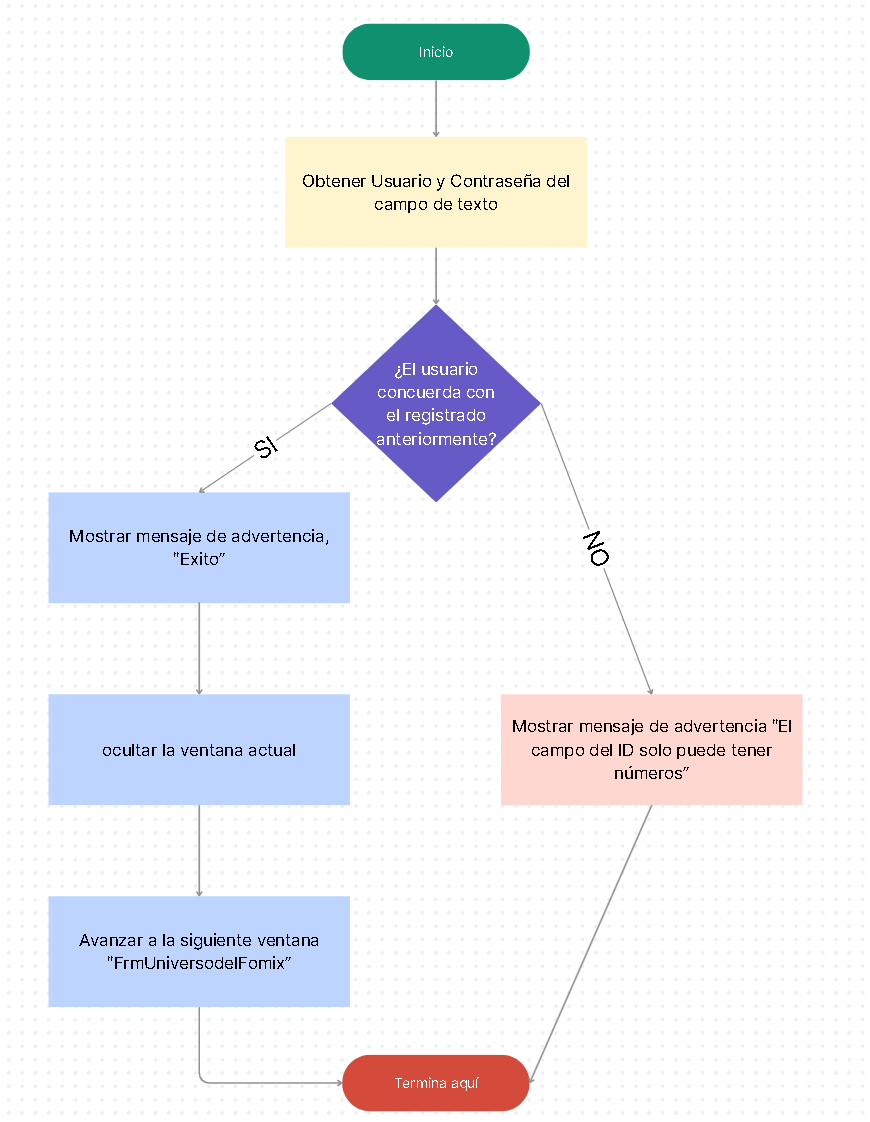 Inicio
Obtener Usuario y Contraseña del
campo de texto
¿El usuario
concuerda con
el registrado
anteriormente?
SI
NO
Mostrar mensaje de advertencia,
"Exito"
ocultar la ventana actual
Mostrar mensaje de advertencia "El
campo del ID solo puede tener
números"
Avanzar a la siguiente ventana
"FrmUniversodelFomix"
Termina aquí